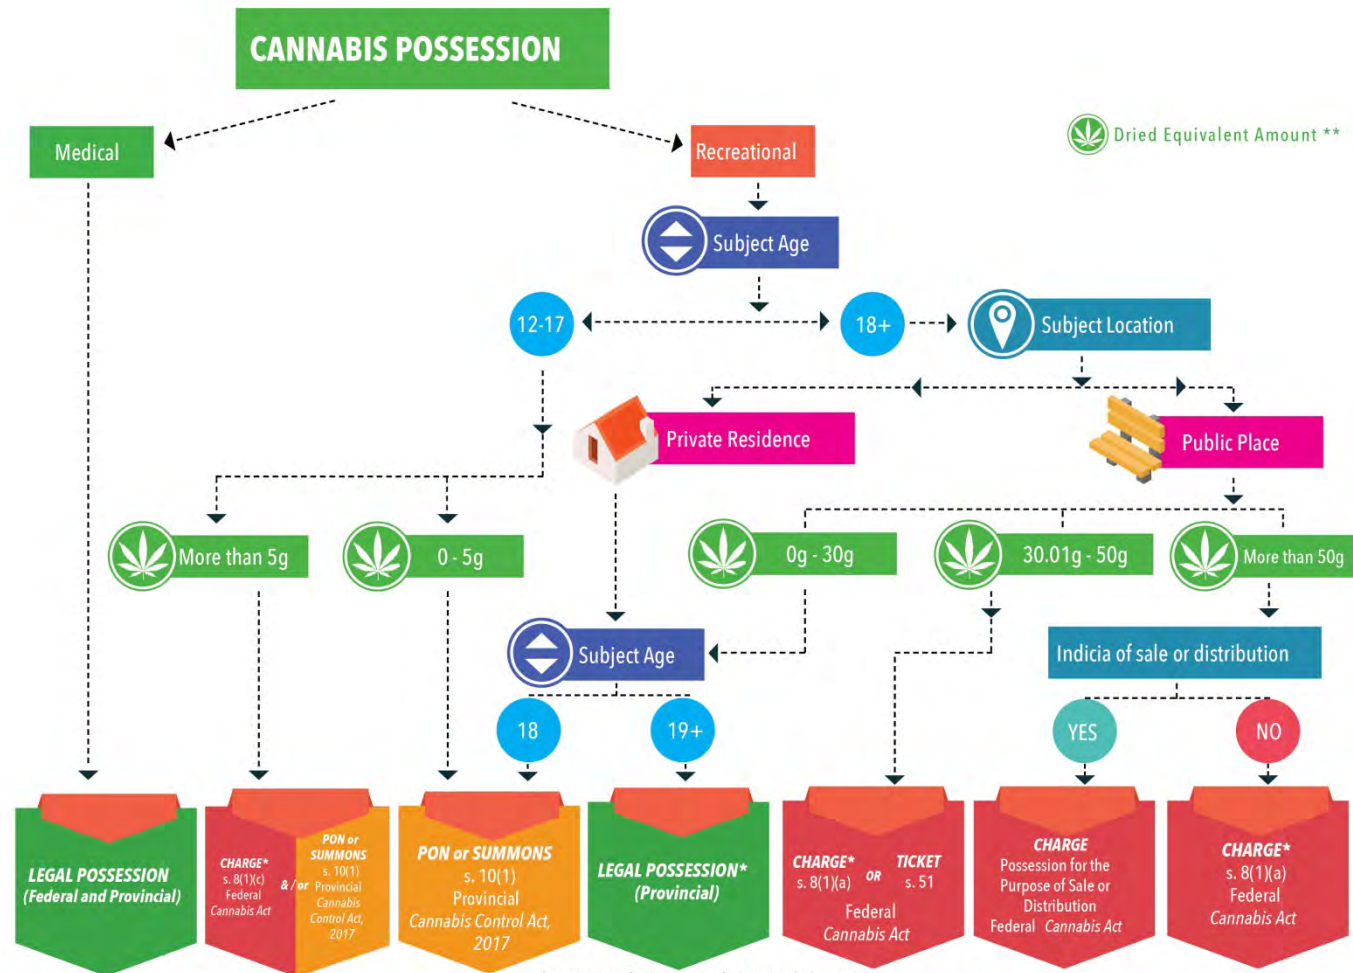 CANNABIS POSSESSION
Medical
Recreational
Dried Equivalent Amount **
Subject Age
12-17
18+
Subject Location
Private Residence
Public Place
More than 5g
0 - 5g
0g - 30g
30.01g - 50g
More than 50g
Subject Age
Indicia of sale or distribution
18
19+
YES
NO
LEGAL POSSESSION
(Federal and Provincial)
CHARGE*
s. 8(1)(c)
Federal
Cannabis Act
& / or
PON or
SUMMONS
s. 10(1)
Provincial
Cannabis
Control Act,
2017
PON or SUMMONS
s. 10(1)
Provincial
Cannabis Control Act,
2017
LEGAL POSSESSION*
(Provincial)
CHARGE* OR TICKET
s. 8(1)(a) s. 51
Federal
Cannabis Act
CHARGE
Possession for the
Purpose of Sale or
Distribution
Federal Cannabis Act
CHARGE*
s. 8(1)(a)
Federal
Cannabis Act